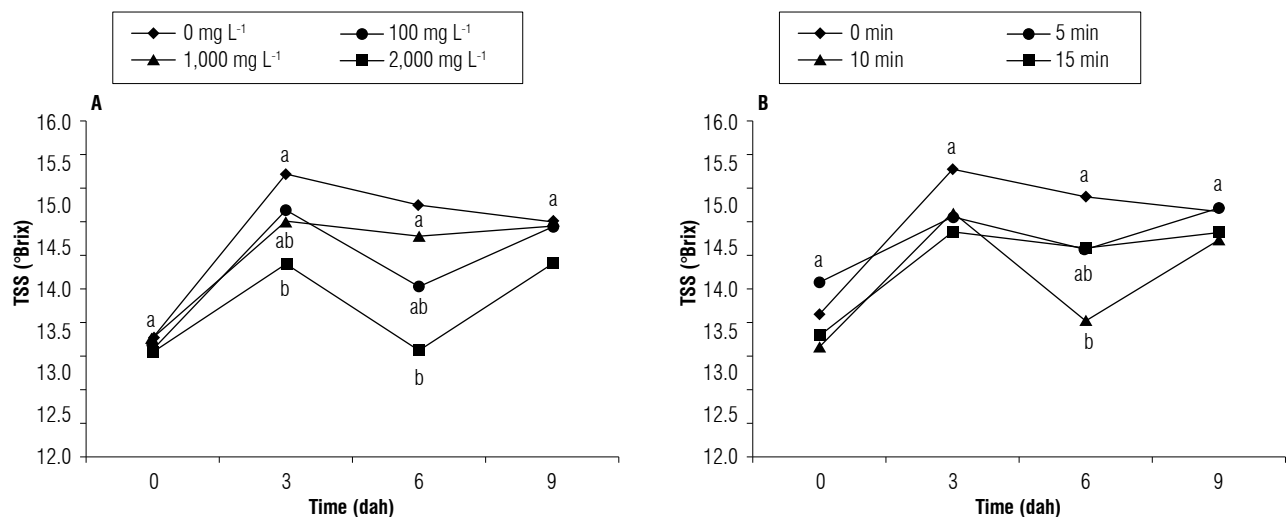 0 mg L⁻¹ 100 mg L⁻¹
1,000 mg L⁻¹ 2,000 mg L⁻¹
A
16.0
15.5
15.0
14.5
14.0
13.5
13.0
12.5
12.0
TSS (°Brix)
a
a
ab
b
a
ab
b
a
0 3 6 9
Time (dah)
0 min 5 min
10 min 15 min
B
16.0
15.5
15.0
14.5
14.0
13.5
13.0
12.5
12.0
TSS (°Brix)
a
a
a
ab
b
a
0 3 6 9
Time (dah)